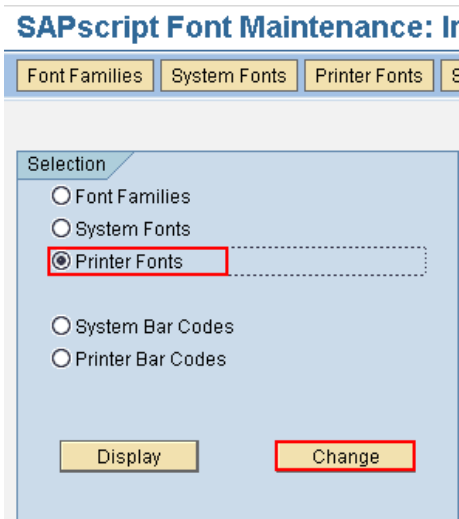 SAPscript Font Maintenance: I
Font Families System Fonts Printer Fonts S
Selection
Font Families
System Fonts
Printer Fonts
System Bar Codes
Printer Bar Codes
Display Change